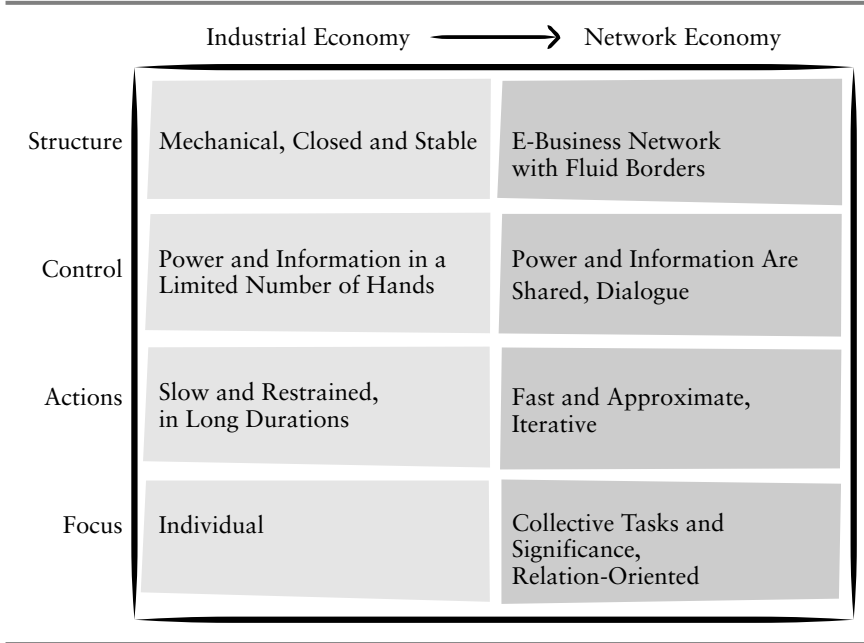 Industrial Economy Network Economy
Structure
Mechanical, Closed and Stable
E-Business Network
with Fluid Borders
Control
Power and Information in a
Limited Number of Hands
Power and Information Are
Shared, Dialogue
Actions
Slow and Restrained,
in Long Durations
Fast and Approximate,
Iterative
Focus
Individual
Collective Tasks and
Significance,
Relation-Oriented